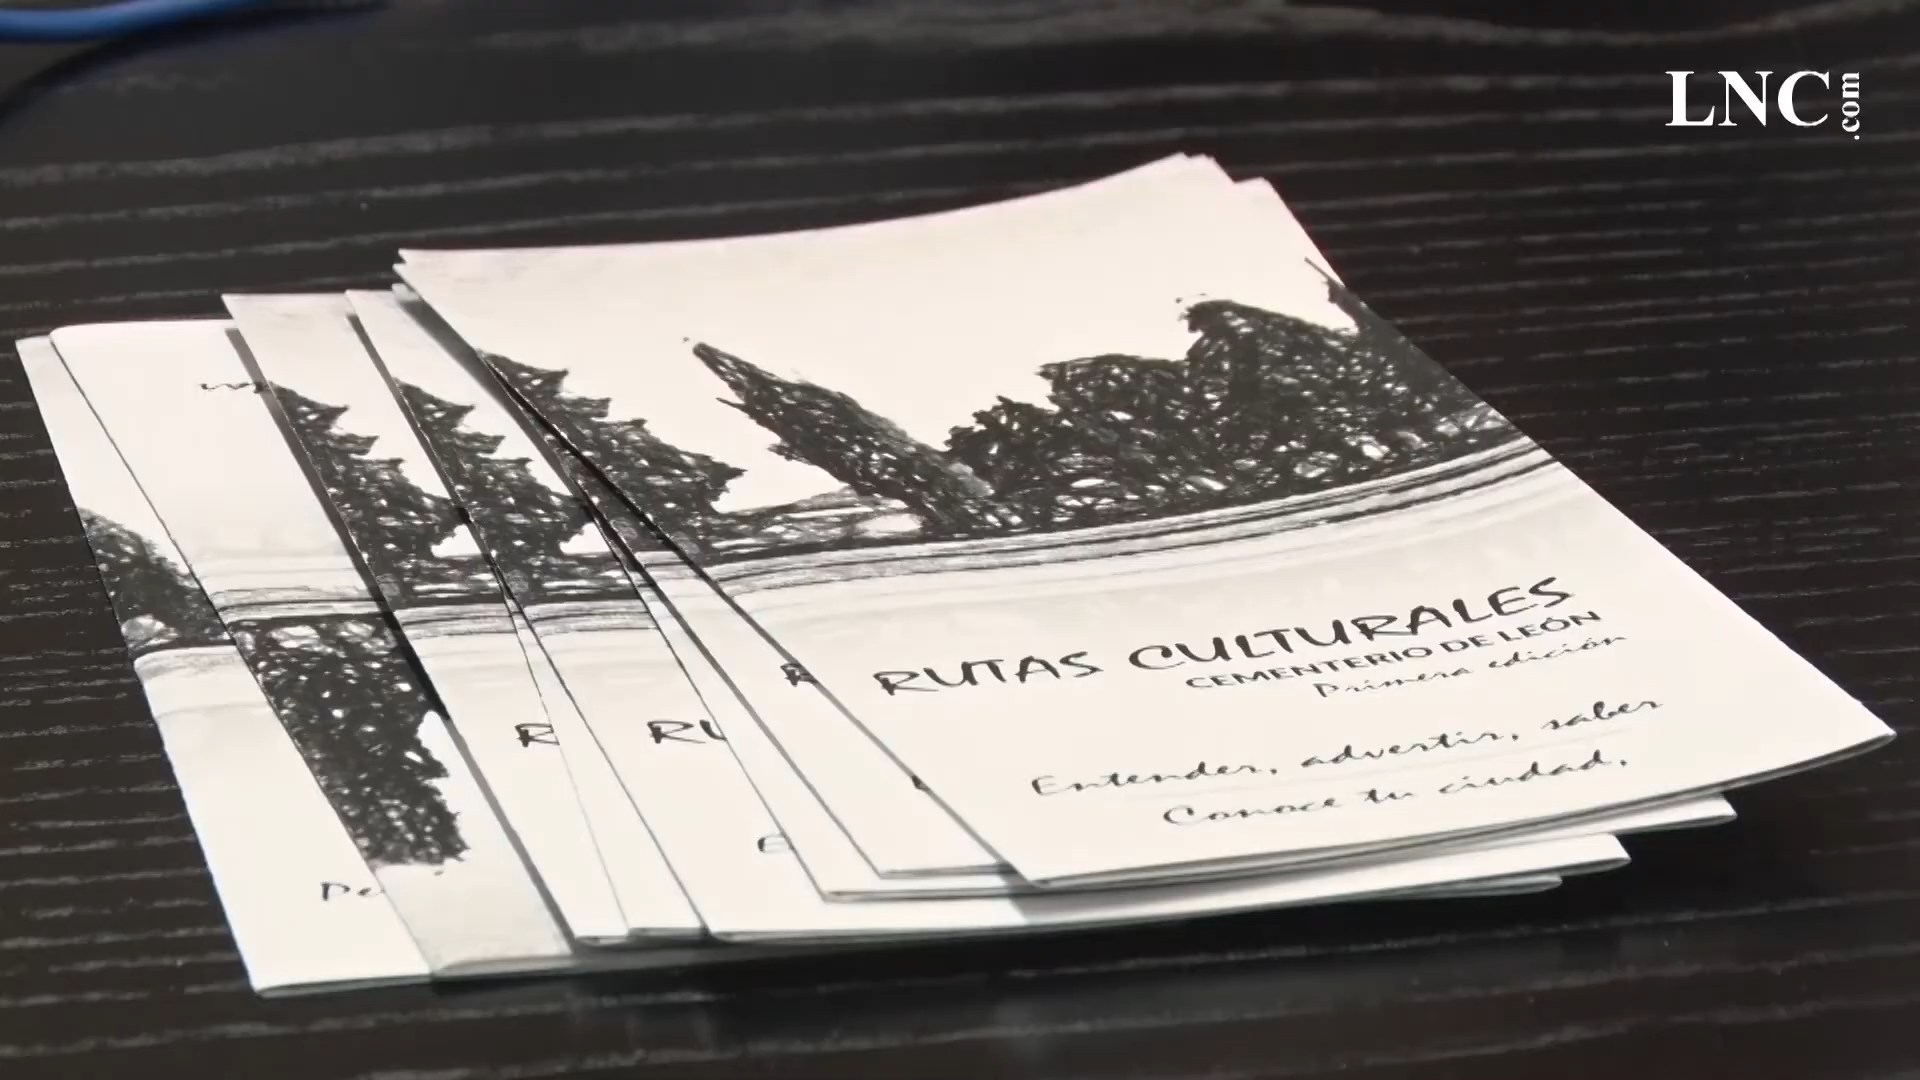 LNC.com
RUTAS CULTURALES
CEMENTERIO DE LEÓN
Primera edición
Entender, advertir, saber
Conoce tu ciudad,